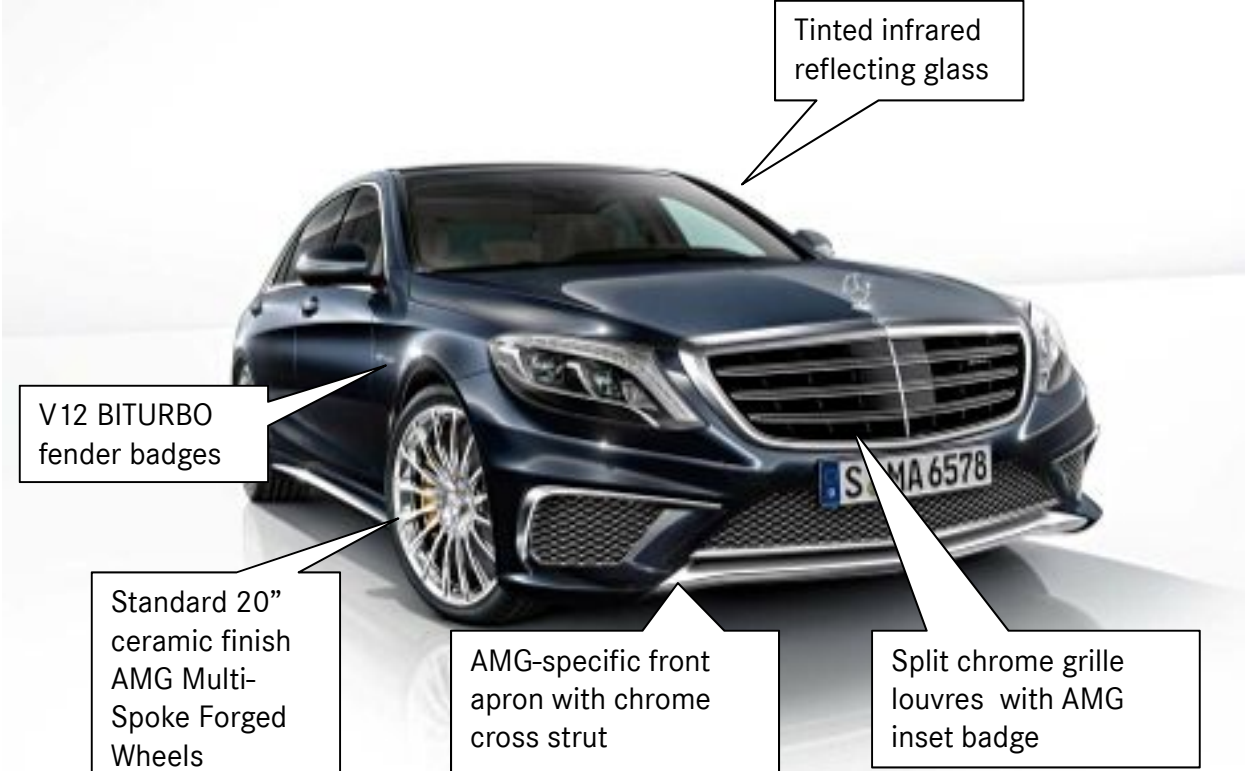 Tinted infrared
reflecting glass
V12 BITURBO
fender badges
MA 6578
Standard 20”
ceramic finish
AMG Multi-
Spoke Forged
Wheels
AMG-specific front
apron with chrome
cross strut
Split chrome grille
louvres with AMG
inset badge